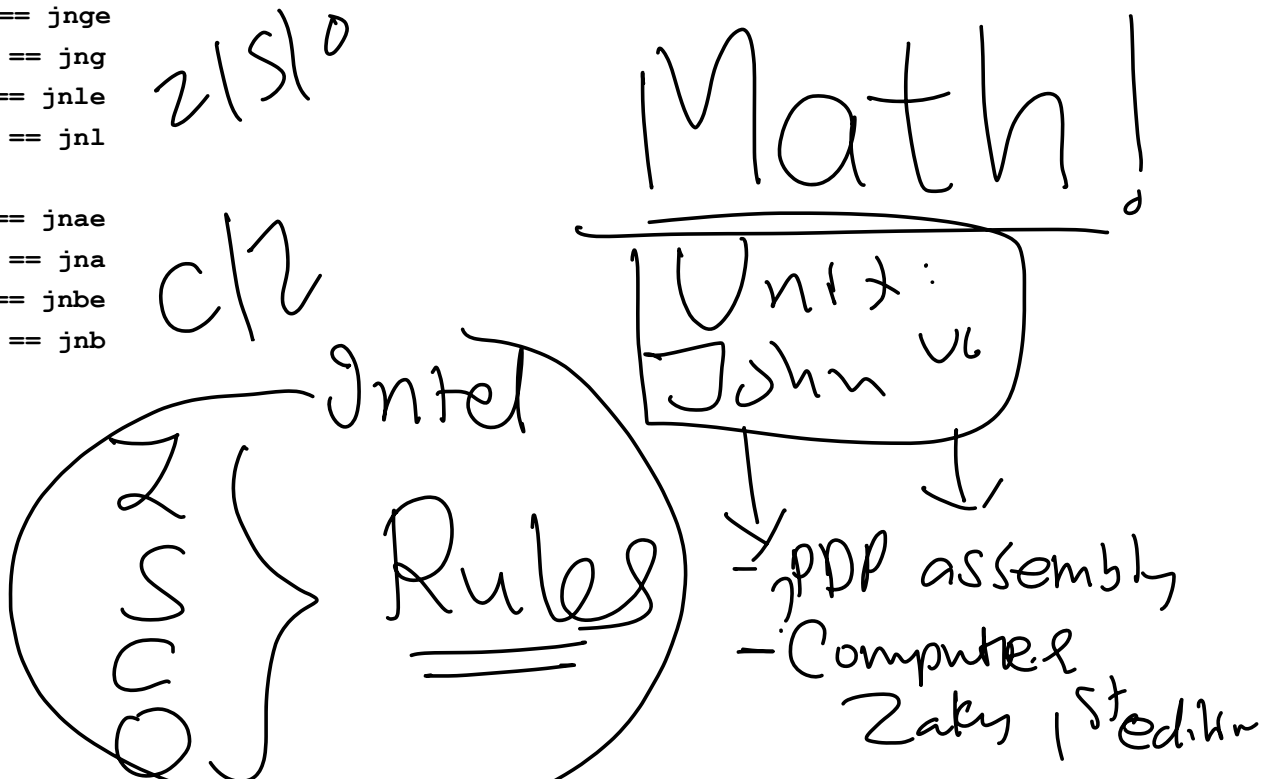 == jnge
== jng
== jnle
== jnl
z|S|0
== jnae
== jna
== jnbe
== jnb
C|Z
Math!
Unix:
John V6
Intel
Z
S
C
O
Rules
- PDP assembly
- Computer
Zaky 1st edition